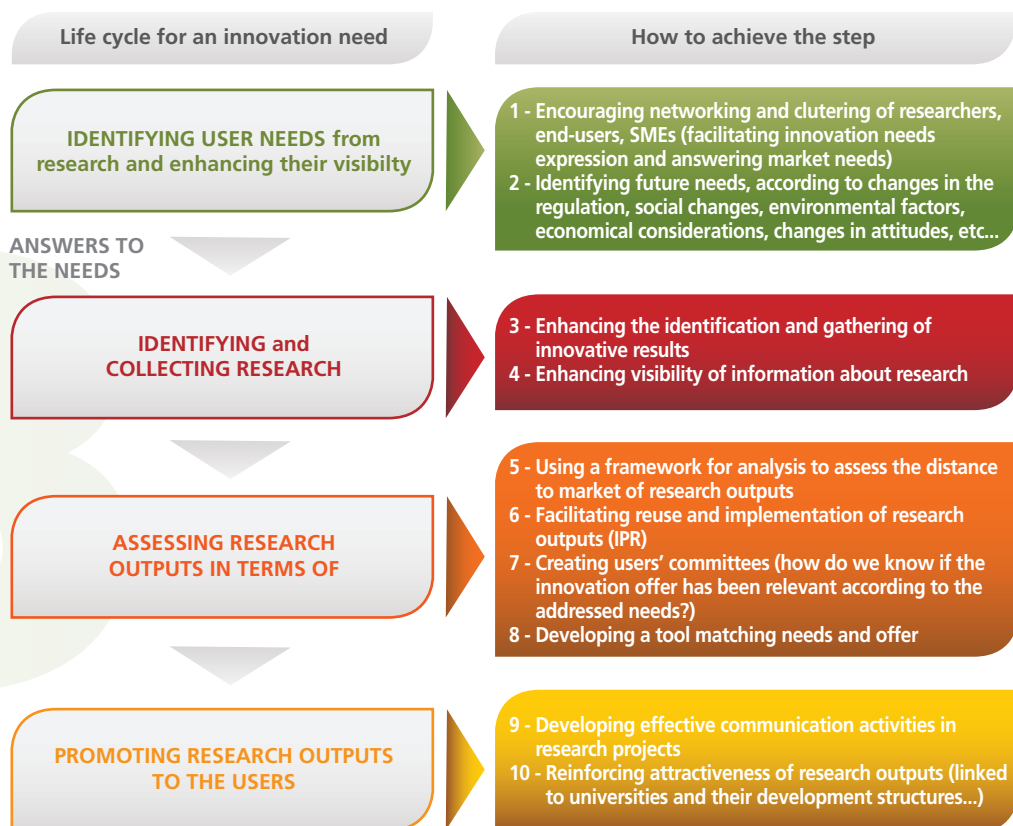 Life cycle for an innovation need
How to achieve the step
IDENTIFYING USER NEEDS from
research and enhancing their visibilty
1 - Encouraging networking and clutering of researchers,
end-users, SMEs (facilitating innovation needs
expression and answering market needs)
2 - Identifying future needs, according to changes in the
regulation, social changes, environmental factors,
economical considerations, changes in attitudes, etc...
ANSWERS TO
THE NEEDS
IDENTIFYING and
COLLECTING RESEARCH
3 - Enhancing the identification and gathering of
innovative results
4 - Enhancing visibility of information about research
ASSESSING RESEARCH
OUTPUTS IN TERMS OF
5 - Using a framework for analysis to assess the distance
to market of research outputs
6 - Facilitating reuse and implementation of research
outputs (IPR)
7 - Creating users’ committees (how do we know if the
innovation offer has been relevant according to the
addressed needs?)
8 - Developing a tool matching needs and offer
PROMOTING RESEARCH OUTPUTS
TO THE USERS
9 - Developing effective communication activities in
research projects
10 - Reinforcing attractiveness of research outputs (linked
to universities and their development structures...)